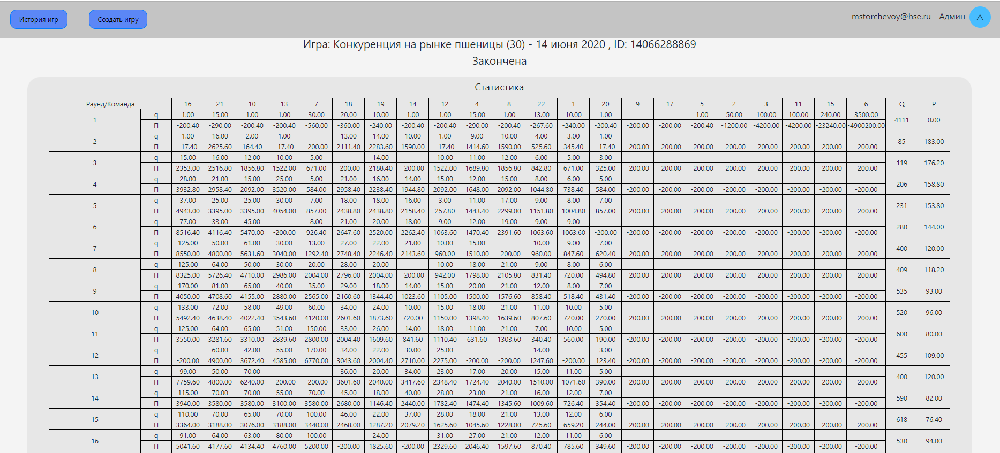 История игр Создать игру mstorchevoy@hse.ru - Админ
Игра: Конкуренция на рынке пшеницы (30) - 14 июня 2020 , ID: 14066288869
Закончена
Статистика
Раунд/Команда 16 21 10 13 7 18 19 14 12 4 8 22 1 20 9 17 5 2 3 11 15 6 Q P
1 q 1.00 15.00 1.00 1.00 30.00 20.00 10.00 1.00 1.00 15.00 1.00 13.00 10.00 1.00 1.00 50.00 100.00 100.00 240.00 3500.00 4111 0.00
П -200.40 -290.00 -200.40 -200.40 -560.00 -360.00 -240.00 -200.40 -200.40 -290.00 -200.40 -267.60 -240.00 -200.40 -200.00 -200.00 -200.40 -1200.00 -4200.00 -4200.00 -23240.00 -4900200.00
2 q 1.00 16.00 2.00 1.00 13.00 14.00 10.00 1.00 9.00 10.00 4.00 3.00 1.00 85 183.00
П -17.40 2625.60 164.40 -17.40 -200.00 2111.40 2283.60 1590.00 -17.40 1414.60 1590.00 525.60 345.40 -17.40 -200.00 -200.00 -200.00 -200.00 -200.00 -200.00 -200.00 -200.00
3 q 15.00 16.00 12.00 10.00 5.00 14.00 10.00 11.00 12.00 6.00 5.00 3.00 119 176.20
П 2353.00 2516.80 1856.80 1522.00 671.00 -200.00 2188.40 -200.00 1522.00 1689.80 1856.80 842.80 671.00 325.00 -200.00 -200.00 -200.00 -200.00 -200.00 -200.00 -200.00 -200.00
4 q 28.00 21.00 15.00 25.00 5.00 21.00 16.00 14.00 15.00 12.00 15.00 8.00 6.00 5.00 206 158.80
П 3932.80 2958.40 2092.00 3520.00 584.00 2958.40 2238.40 1944.80 2092.00 1648.00 2092.00 1044.80 738.40 584.00 -200.00 -200.00 -200.00 -200.00 -200.00 -200.00 -200.00 -200.00
5 q 37.00 25.00 25.00 30.00 7.00 18.00 18.00 16.00 3.00 11.00 17.00 9.00 8.00 7.00 231 153.80
П 4943.00 3395.00 3395.00 4054.00 857.00 2438.80 2438.80 2158.40 257.80 1443.40 2299.00 1151.80 1004.80 857.00 -200.00 -200.00 -200.00 -200.00 -200.00 -200.00 -200.00 -200.00
6 q 77.00 33.00 45.00 8.00 21.00 20.00 18.00 9.00 12.00 19.00 9.00 9.00 280 144.00
П 8516.40 4116.40 5470.00 -200.00 926.40 2647.60 2520.00 2262.40 1063.60 1470.40 2391.60 1063.60 1063.60 -200.00 -200.00 -200.00 -200.00 -200.00 -200.00 -200.00 -200.00 -200.00
7 q 125.00 50.00 61.00 30.00 13.00 27.00 22.00 21.00 10.00 15.00 10.00 9.00 7.00 400 120.00
П 8550.00 4800.00 5631.60 3040.00 1292.40 2748.40 2246.40 2143.60 960.00 1510.00 -200.00 960.00 847.60 620.40 -200.00 -200.00 -200.00 -200.00 -200.00 -200.00 -200.00 -200.00
8 q 125.00 64.00 50.00 30.00 20.00 28.00 20.00 10.00 18.00 21.00 9.00 8.00 6.00 409 118.20
П 8325.00 5726.40 4710.00 2986.00 2004.00 2796.00 2004.00 -200.00 942.00 1798.00 2105.80 831.40 720.00 494.80 -200.00 -200.00 -200.00 -200.00 -200.00 -200.00 -200.00 -200.00
9 q 170.00 81.00 65.00 40.00 35.00 29.00 18.00 14.00 15.00 20.00 21.00 12.00 8.00 7.00 535 93.00
П 4050.00 4708.60 4155.00 2880.00 2565.00 2160.60 1344.40 1023.60 1105.00 1500.00 1576.60 858.40 518.40 431.40 -200.00 -200.00 -200.00 -200.00 -200.00 -200.00 -200.00 -200.00
10 q 133.00 72.00 58.00 49.00 60.00 34.00 24.00 10.00 15.00 18.00 21.00 11.00 10.00 5.00 520 96.00
П 5492.40 4638.40 4022.40 3543.60 4120.00 2601.60 1873.60 720.00 1150.00 1398.40 1639.60 807.60 720.00 270.00 -200.00 -200.00 -200.00 -200.00 -200.00 -200.00 -200.00 -200.00
11 q 125.00 64.00 65.00 51.00 150.00 33.00 26.00 14.00 18.00 11.00 21.00 7.00 10.00 5.00 600 80.00
П 3550.00 3281.60 3310.00 2839.60 2800.00 2004.40 1609.60 841.60 1110.40 631.60 1303.60 340.40 560.00 190.00 -200.00 -200.00 -200.00 -200.00 -200.00 -200.00 -200.00 -200.00
12 q 60.00 42.00 55.00 170.00 34.00 22.00 30.00 25.00 14.00 3.00 455 109.00
П -200.00 4900.00 3672.40 4585.00 6770.00 3043.60 2004.40 2710.00 2275.00 -200.00 -200.00 1247.60 -200.00 123.40 -200.00 -200.00 -200.00 -200.00 -200.00 -200.00 -200.00 -200.00
13 q 99.00 50.00 70.00 36.00 20.00 34.00 23.00 17.00 20.00 15.00 11.00 5.00 400 120.00
П 7759.60 4800.00 6240.00 -200.00 -200.00 3601.60 2040.00 3417.60 2348.40 1724.40 2040.00 1510.00 1071.60 390.00 -200.00 -200.00 -200.00 -200.00 -200.00 -200.00 -200.00 -200.00
14 q 115.00 70.00 70.00 55.00 70.00 45.00 18.00 40.00 28.00 23.00 21.00 16.00 12.00 7.00 590 82.00
П 3940.00 3580.00 3580.00 3100.00 3580.00 2680.00 1146.40 2440.00 1782.40 1474.40 1345.60 1009.60 726.40 354.40 -200.00 -200.00 -200.00 -200.00 -200.00 -200.00 -200.00 -200.00
15 q 110.00 70.00 65.00 70.00 100.00 46.00 22.00 37.00 28.00 18.00 21.00 13.00 12.00 6.00 618 76.40
П 3364.00 3188.00 3076.00 3188.00 3440.00 2468.00 1287.20 2079.20 1625.60 1045.60 1228.00 725.60 659.20 244.00 -200.00 -200.00 -200.00 -200.00 -200.00 -200.00 -200.00 -200.00
16 q 91.00 64.00 63.00 80.00 100.00 24.00 31.00 27.00 21.00 12.00 11.00 6.00 530 94.00
П 5041.60 4177.60 4134.40 4760.00 5200.00 -200.00 1825.60 -200.00 2329.60 2046.40 1597.60 870.40 785.60 349.60 -200.00 -200.00 -200.00 -200.00 -200.00 -200.00 -200.00 -200.00